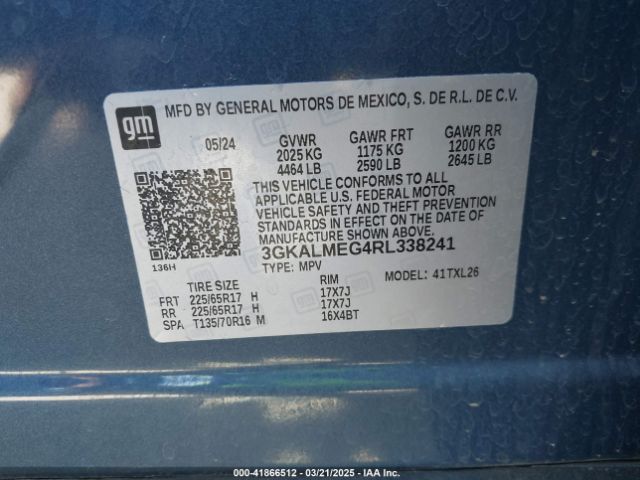 gm
MFD BY GENERAL MOTORS DE MEXICO, S. DE R.L. DE C.V.
05/24 GVWR GAWR FRT GAWR RR
2025 KG 1175 KG 1200 KG
4464 LB 2590 LB 2645 LB
THIS VEHICLE CONFORMS TO ALL
APPLICABLE U.S. FEDERAL MOTOR
VEHICLE SAFETY AND THEFT PREVENTION
STANDARDS IN EFFECT ON THE DATE OF
MANUFACTURE SHOWN ABOVE.
3GKALMEG4RL338241
136H TYPE: MPV MODEL: 41TXL26
TIRE SIZE RIM
FRT 225/65R17 H 17X7J
RR 225/65R17 H 17X7J
SPA T135/70R16 M 16X4BT
000-41866512 — 03/21/2025 — IAA Inc.